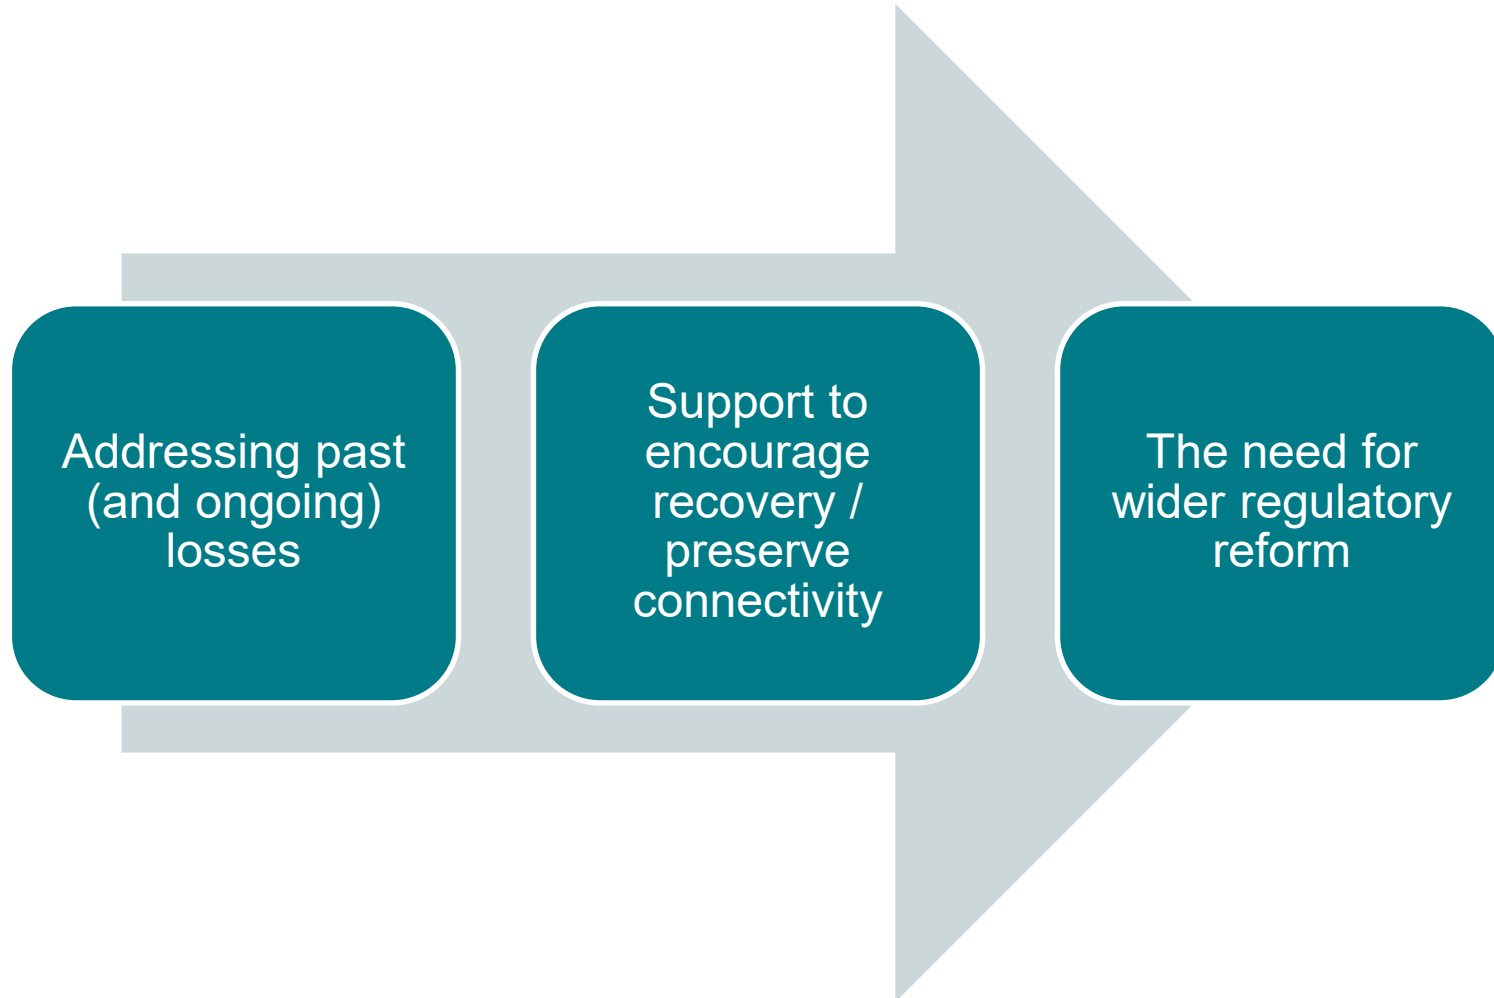 Addressing past
(and ongoing)
losses
Support to
encourage
recovery /
preserve
connectivity
The need for
wider regulatory
reform